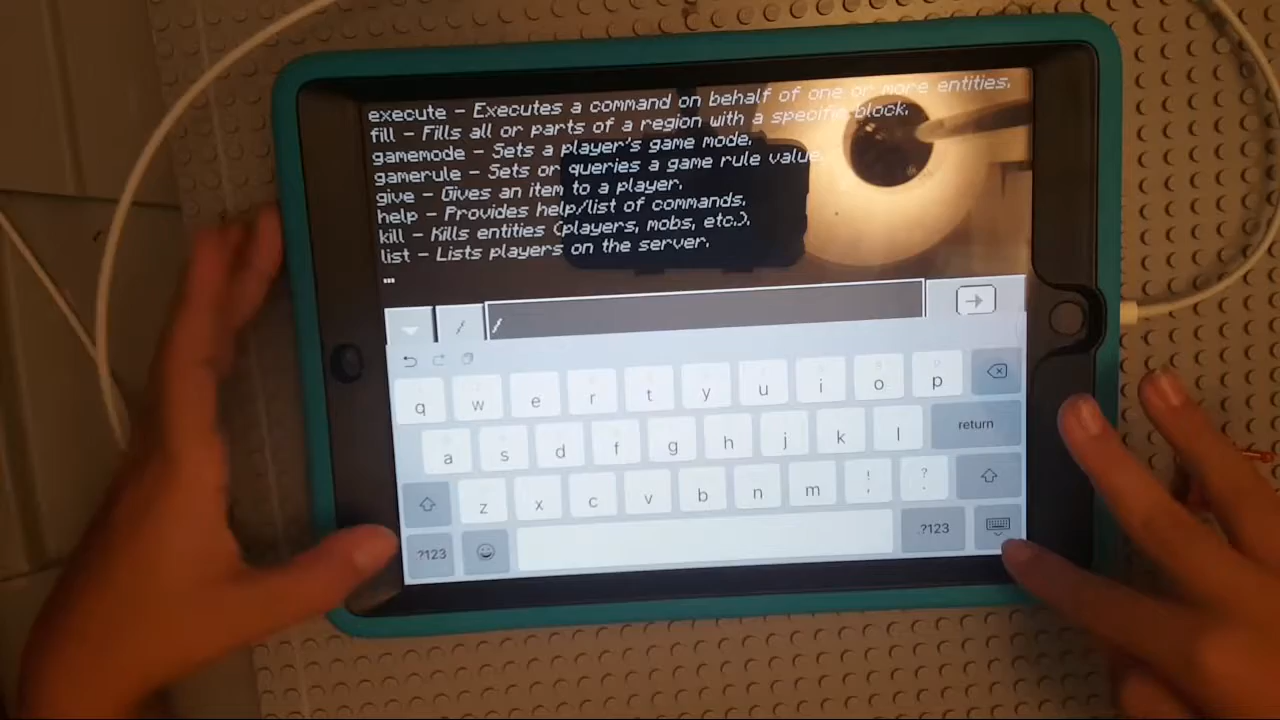 execute – Executes a command on behalf of one or more entities.
fill – Fills all or parts of a region with a specific block.
gamemode – Sets a player's game mode.
gamerule – Sets or queries a game rule value.
give – Gives an item to a player.
help – Provides help/list of commands.
kill – Kills entities (players, mobs, etc.).
list – Lists players on the server.
...
/ /
q w e r t y u i o p
a s d f g h j k l return
z x c v b n m ! , ? .
.?123 .?123